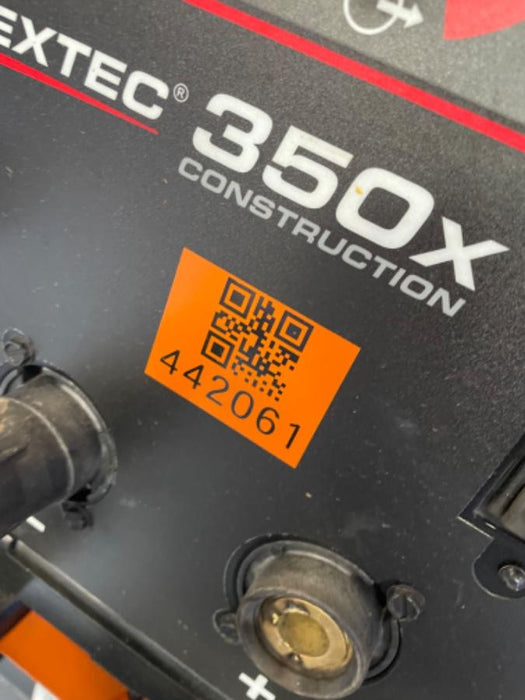 EXTEC® 350x
CONSTRUCTION
442061
-
+